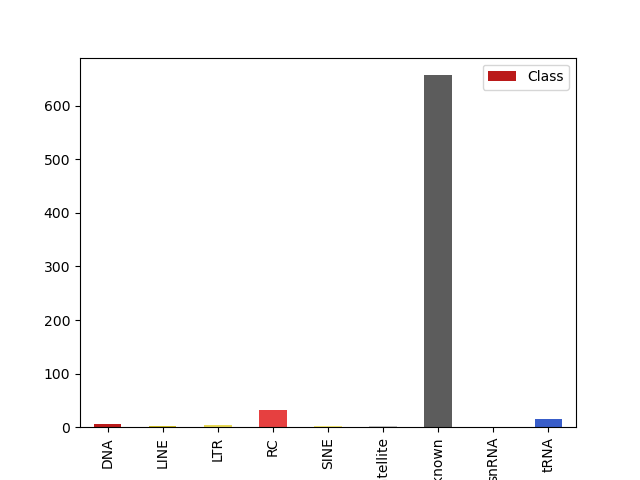 Class
600
500
400
300
200
100
0
DNA
LINE
LTR
RC
SINE
tellite
known
snRNA
tRNA